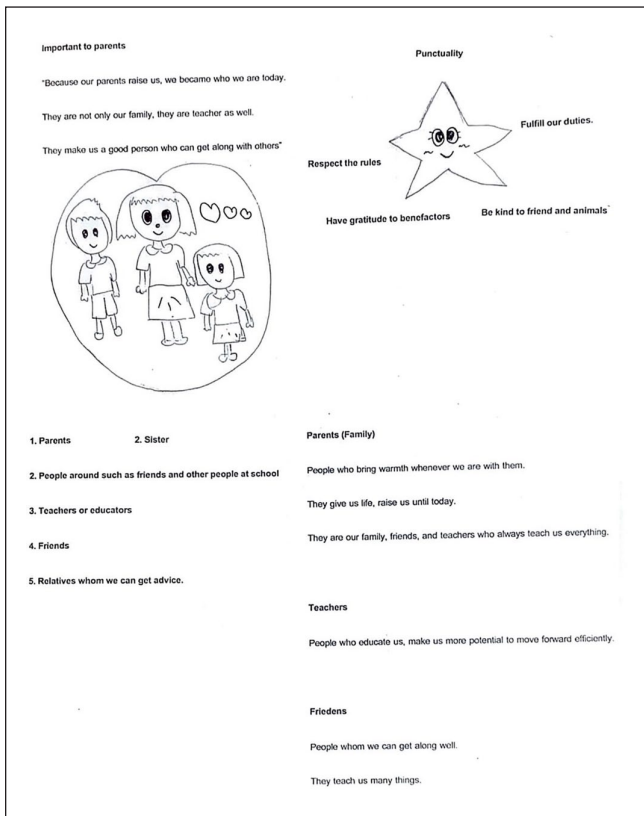 Important to parents
"Because our parents raise us, we became who we are today.
They are not only our family, they are teacher as well.
They make us a good person who can get along with others"
Punctuality
Fulfill our duties.
Respect the rules
Have gratitude to benefactors
Be kind to friend and animals
1. Parents 2. Sister
2. People around such as friends and other people at school
3. Teachers or educators
4. Friends
5. Relatives whom we can get advice.
Parents (Family)
People who bring warmth whenever we are with them.
They give us life, raise us until today.
They are our family, friends, and teachers who always teach us everything.
Teachers
People who educate us, make us more potential to move forward efficiently.
Friedens
People whom we can get along well.
They teach us many things.